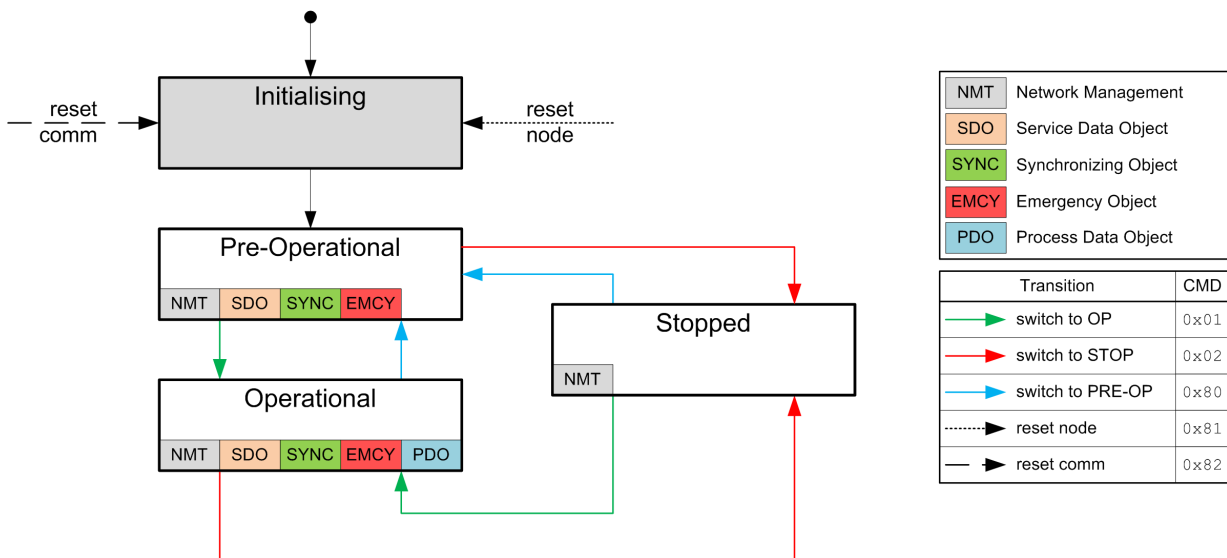 Initialising
reset
comm
reset
node
Pre-Operational
NMT SDO SYNC EMCY
Stopped
NMT
Operational
NMT SDO SYNC EMCY PDO
NMT Network Management
SDO Service Data Object
SYNC Synchronizing Object
EMCY Emergency Object
PDO Process Data Object
Transition CMD
switch to OP 0x01
switch to STOP 0x02
switch to PRE-OP 0x80
reset node 0x81
reset comm 0x82